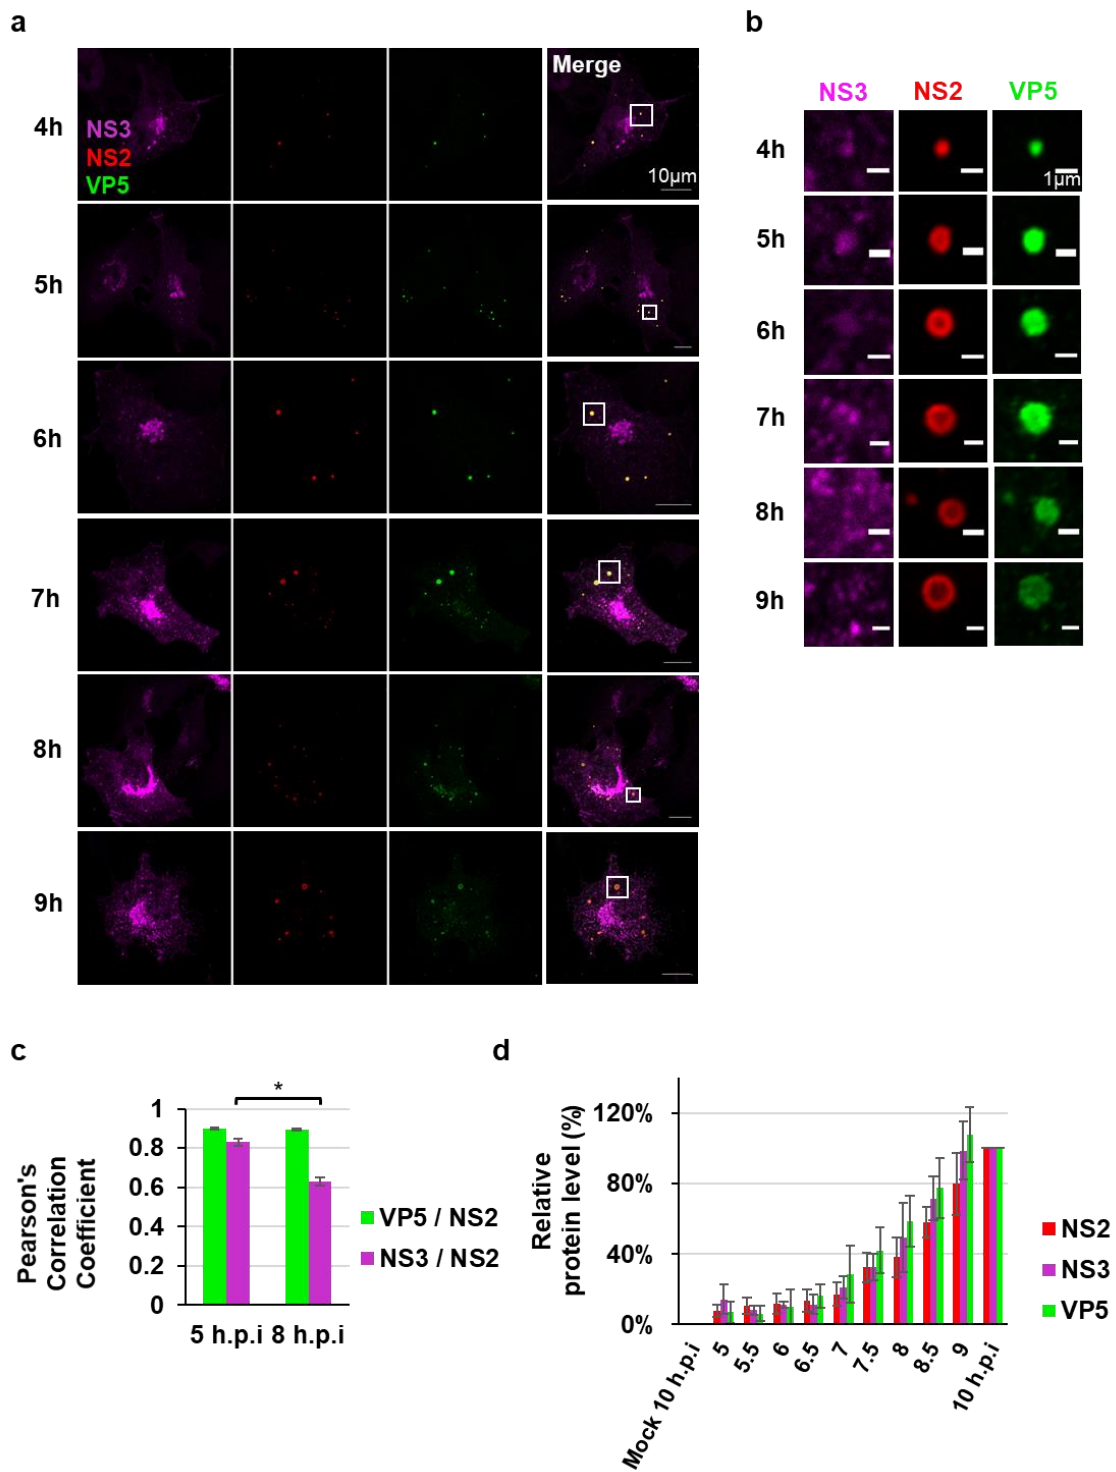 a
Merge
4h
NS3
NS2
VP5
10µm
5h
6h
7h
8h
9h
b
NS3 NS2 VP5
4h
1µm
5h
6h
7h
8h
9h
c
*
1
0.8
0.6
0.4
0.2
0
Pearson's
Correlation
Coefficient
5 h.p.i 8 h.p.i
VP5 / NS2
NS3 / NS2
d
120%
80%
40%
0%
Relative
protein level (%)
Mock 10 h.p.i 5 5.5 6 6.5 7 7.5 8 8.5 9 10 h.p.i
NS2
NS3
VP5